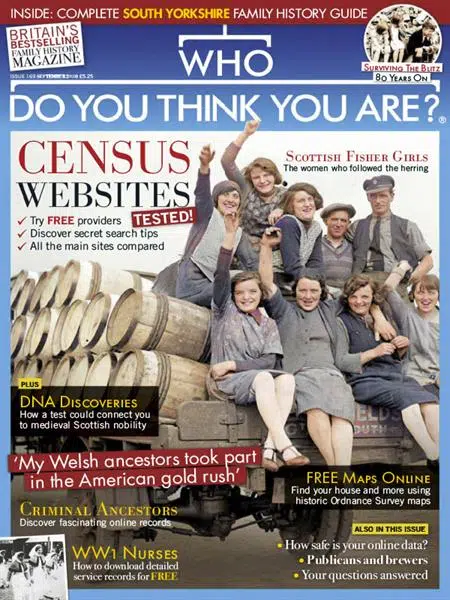 INSIDE: COMPLETE SOUTH YORKSHIRE FAMILY HISTORY GUIDE
BRITAIN'S
BESTSELLING
FAMILY HISTORY
MAGAZINE
SURVIVING THE BLITZ
80 YEARS ON
ISSUE 169 SEPTEMBER £5.25
WHO
DO YOU THINK YOU ARE?®
CENSUS
WEBSITES
TESTED!
✓ Try FREE providers
✓ Discover secret search tips
✓ All the main sites compared
SCOTTISH FISHER GIRLS
The women who followed the herring
PLUS
DNA DISCOVERIES
How a test could connect you
to medieval Scottish nobility
'My Welsh ancestors took part
in the American gold rush'
CRIMINAL ANCESTORS
Discover fascinating online records
WW1 NURSES
How to download detailed
service records for FREE
FREE MAPS ONLINE
Find your house and more using
historic Ordnance Survey maps
ALSO IN THIS ISSUE
• How safe is your online data?
• Publicans and brewers
• Your questions answered